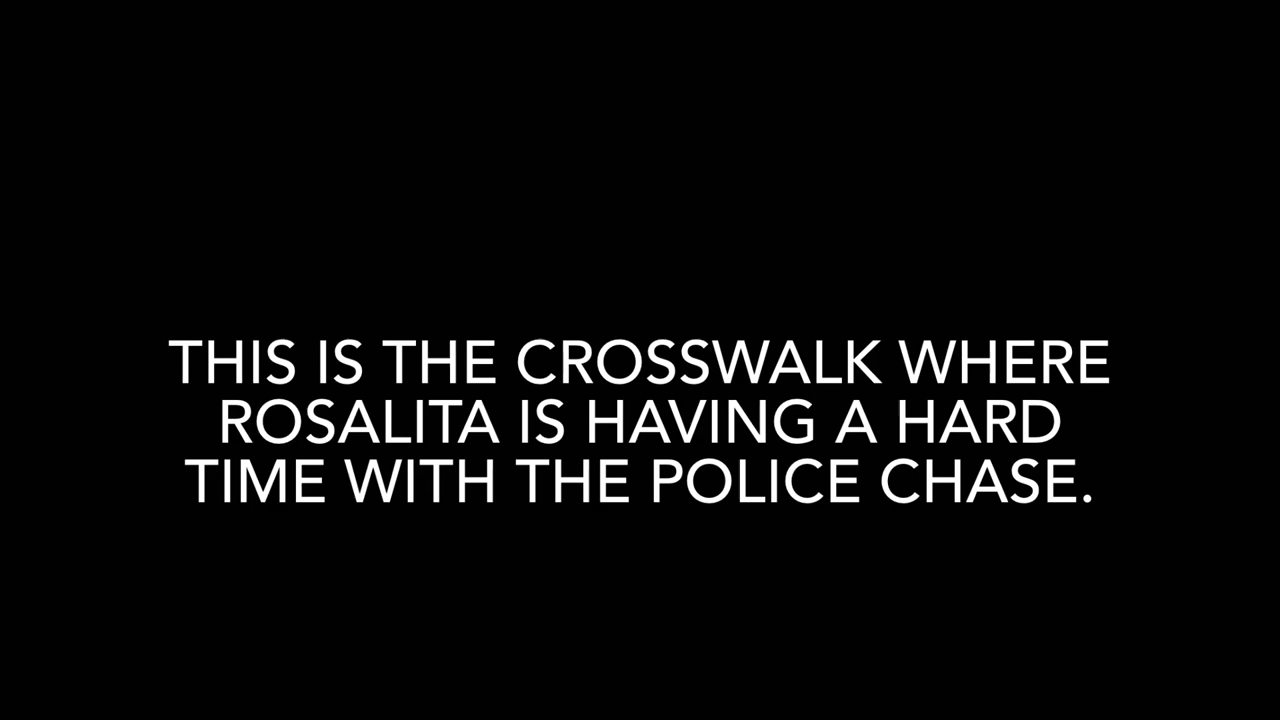 THIS IS THE CROSSWALK WHERE
ROSALITA IS HAVING A HARD
TIME WITH THE POLICE CHASE.